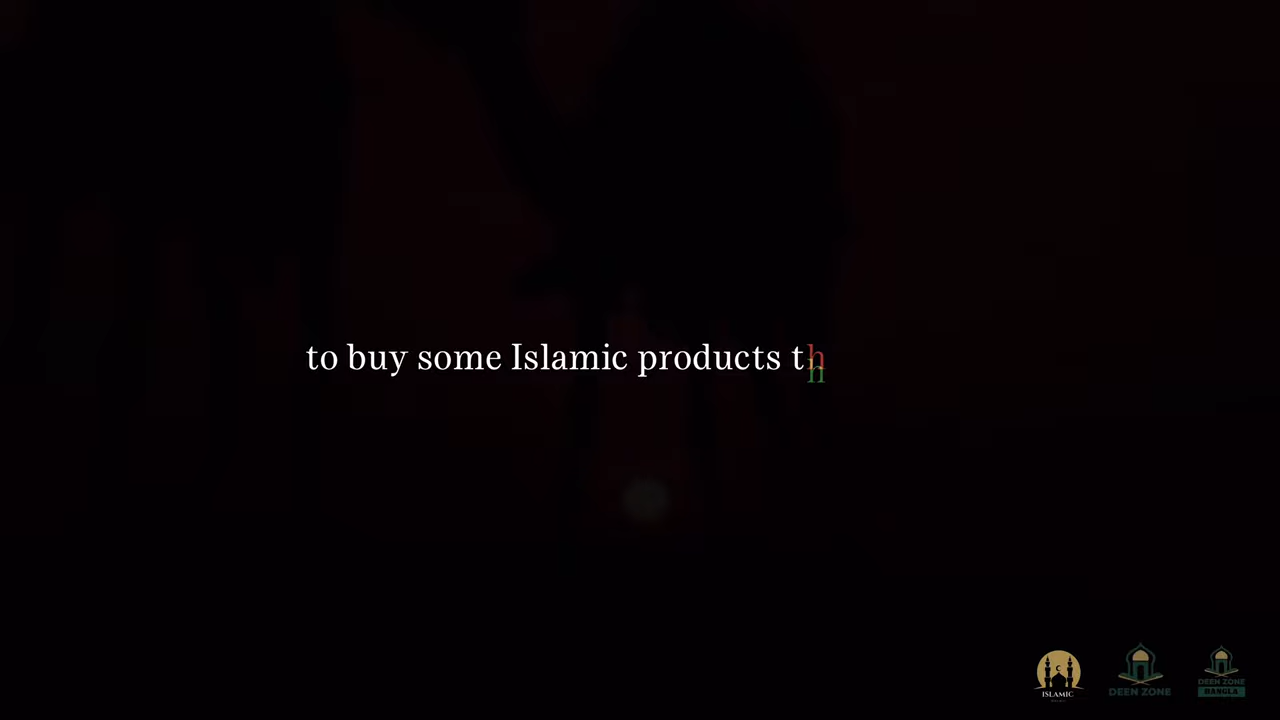 to buy some Islamic products th
ISLAMIC
DEEN ZONE
DEEN ZONE
BANGLA